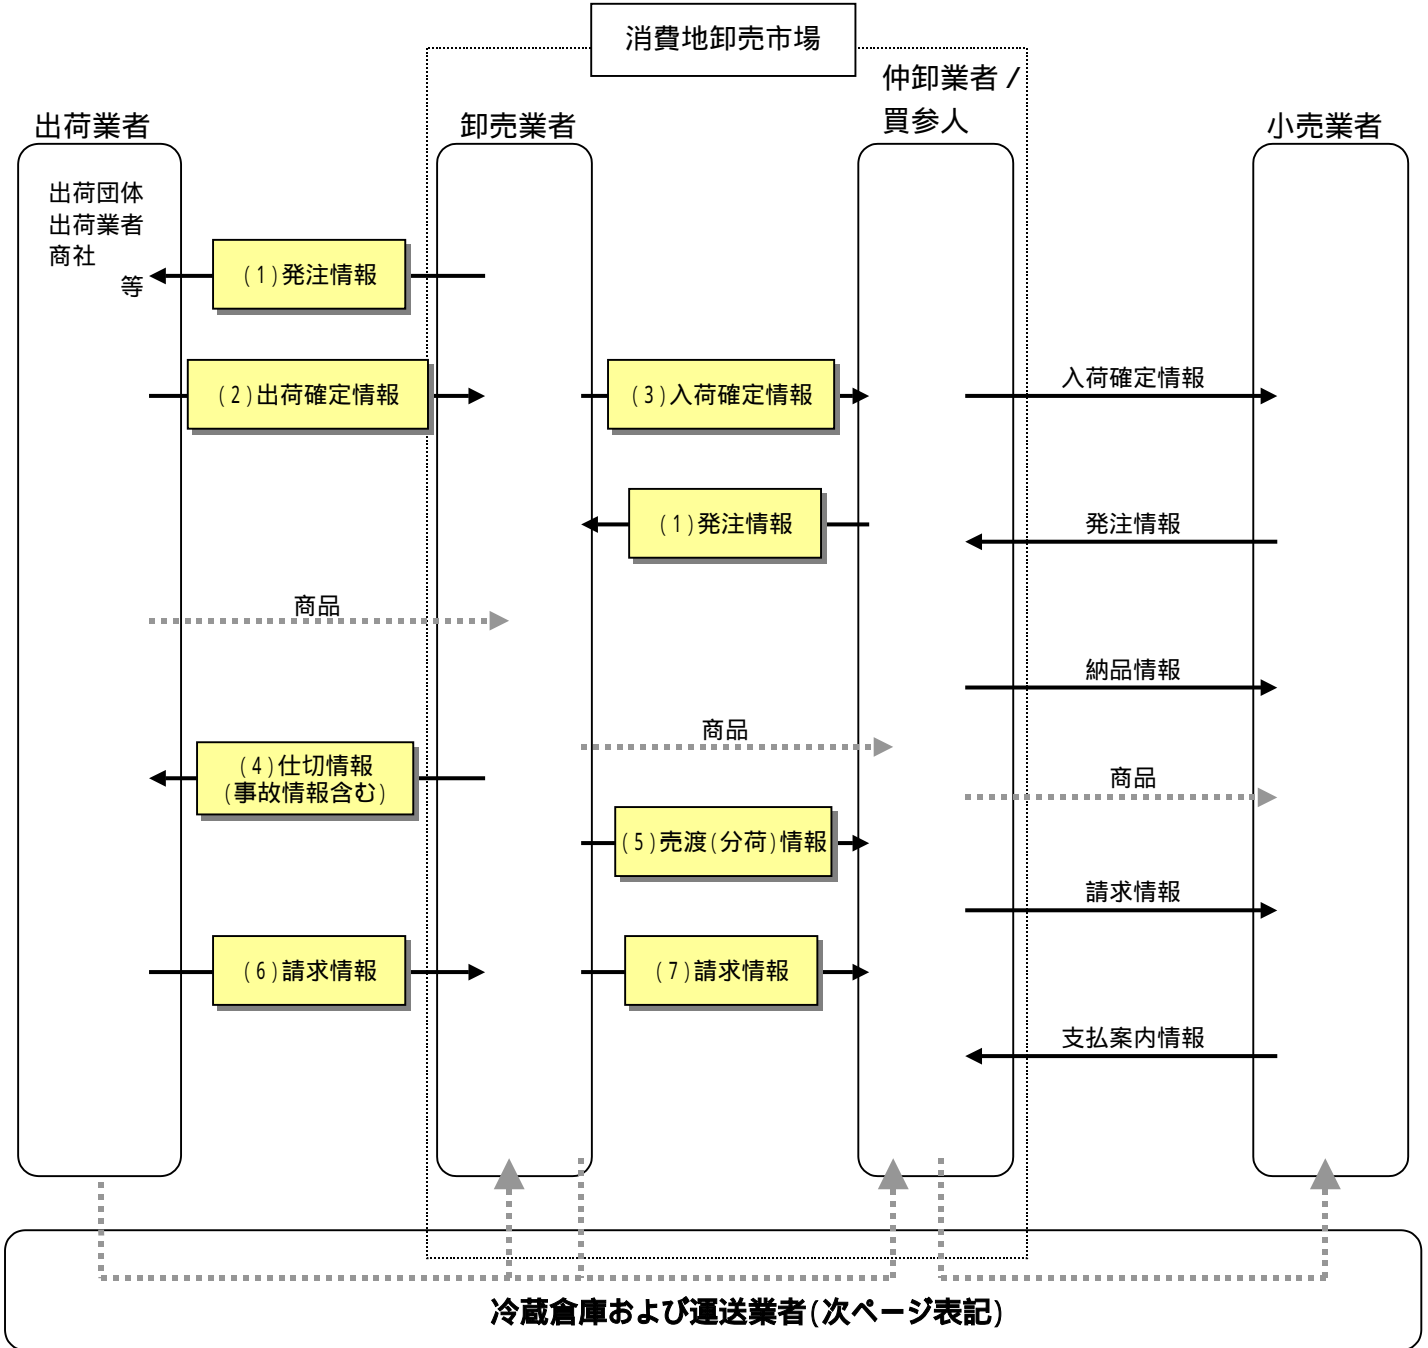 消費地卸売市場
仲卸業者/
買参人
出荷業者
卸売業者
小売業者
出荷団体
出荷業者
商社
等
(1)発注情報
(2)出荷確定情報
(3)入荷確定情報
入荷確定情報
(1)発注情報
発注情報
商品
納品情報
商品
(4)仕切情報
(事故情報含む)
商品
(5)売渡(分荷)情報
請求情報
(6)請求情報
(7)請求情報
支払案内情報
冷蔵倉庫および運送業者(次ページ表記)